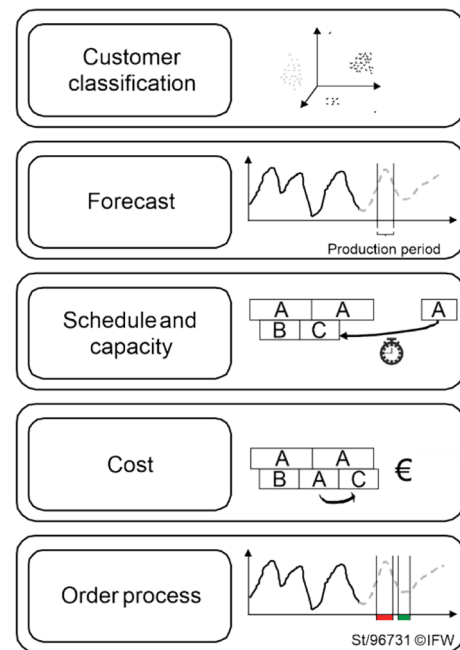 Customer
classification
Forecast
Production period
Schedule and
capacity
A A A
B C
Cost
A A
B A C €
Order process
St/96731 ©IFW